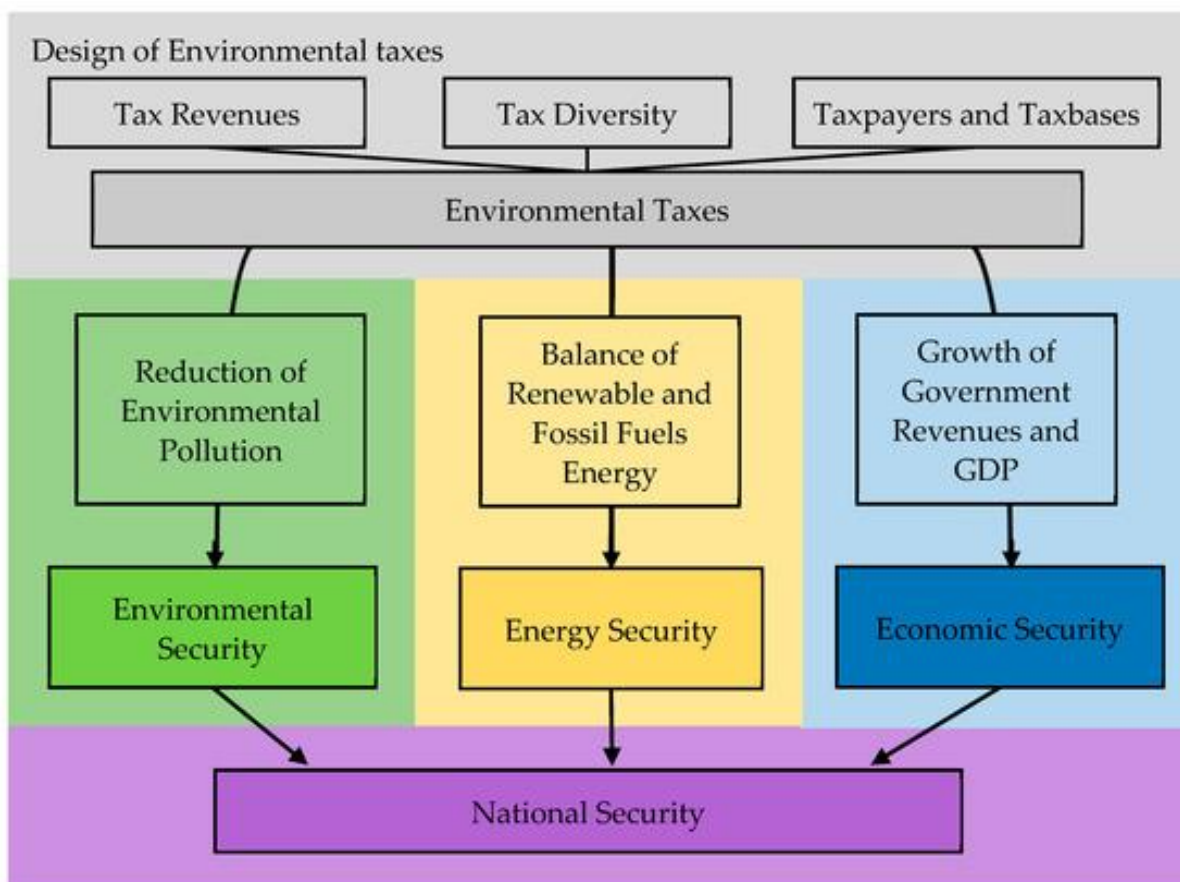 Design of Environmental taxes
Tax Revenues
Tax Diversity
Taxpayers and Taxbases
Environmental Taxes
Reduction of
Environmental
Pollution
Balance of
Renewable and
Fossil Fuels
Energy
Growth of
Government
Revenues and
GDP
Environmental
Security
Energy Security
Economic Security
National Security